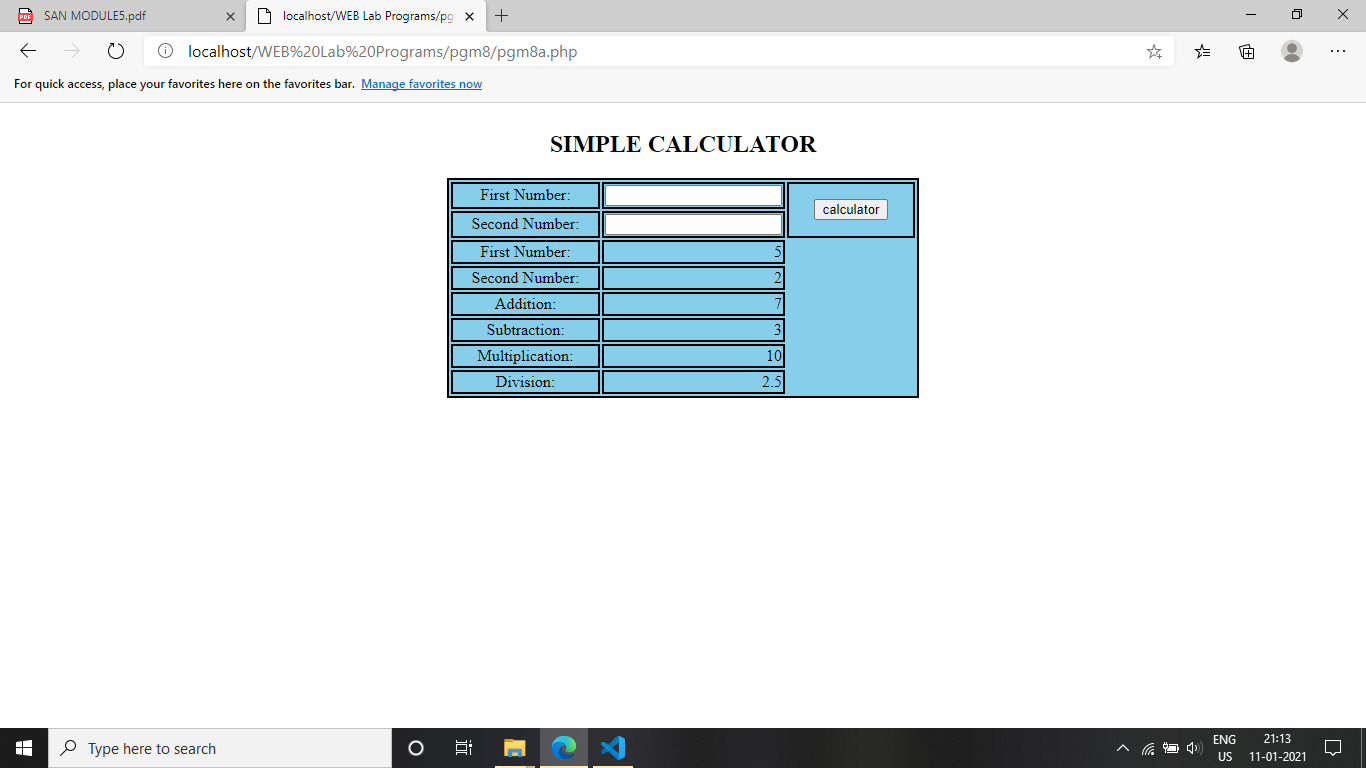 SAN MODULE5.pdf
localhost/WEB Lab Programs/pg
localhost/WEB%20Lab%20Programs/pgm8/pgm8a.php
For quick access, place your favorites here on the favorites bar. Manage favorites now
SIMPLE CALCULATOR
First Number:
calculator
Second Number:
First Number: 5
Second Number: 2
Addition: 7
Subtraction: 3
Multiplication: 10
Division: 2.5
Type here to search
ENG
US
21:13
11-01-2021